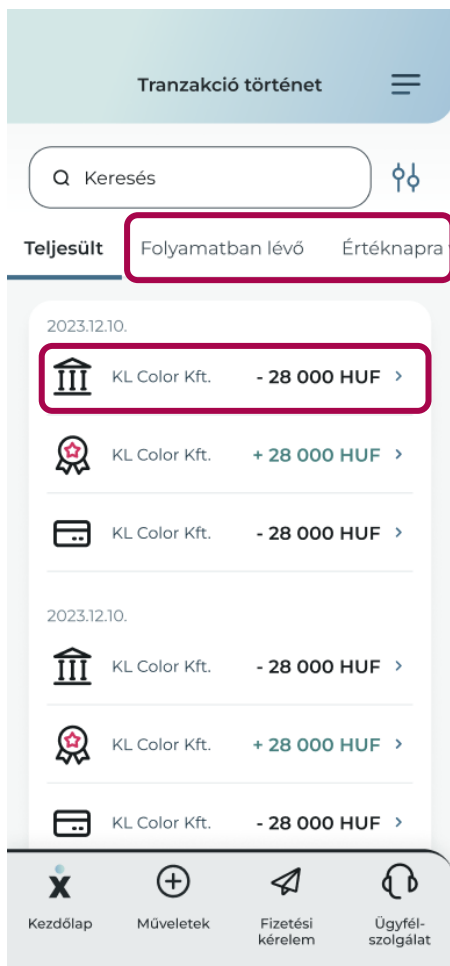 Tranzakció történet
Keresés
Teljesült Folyamatban lévő Értéknapra
2023.12.10.
KL Color Kft. - 28 000 HUF
KL Color Kft. + 28 000 HUF
KL Color Kft. - 28 000 HUF
2023.12.10.
KL Color Kft. - 28 000 HUF
KL Color Kft. + 28 000 HUF
KL Color Kft. - 28 000 HUF
Kezdőlap Műveletek Fizetési kérelem Ügyfél-szolgálat